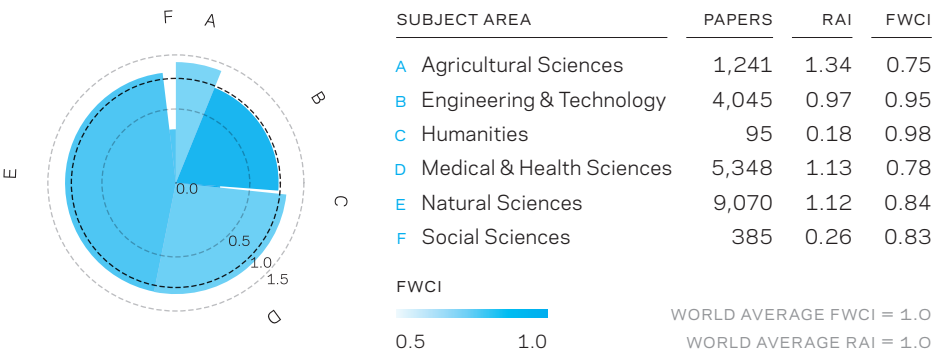 F A
B
E
C
D
0.0
0.5
1.0
1.5
SUBJECT AREA PAPERS RAI FWCI
A Agricultural Sciences 1,241 1.34 0.75
B Engineering & Technology 4,045 0.97 0.95
C Humanities 95 0.18 0.98
D Medical & Health Sciences 5,348 1.13 0.78
E Natural Sciences 9,070 1.12 0.84
F Social Sciences 385 0.26 0.83
FWCI
0.5 1.0
WORLD AVERAGE FWCI = 1.0
WORLD AVERAGE RAI = 1.0